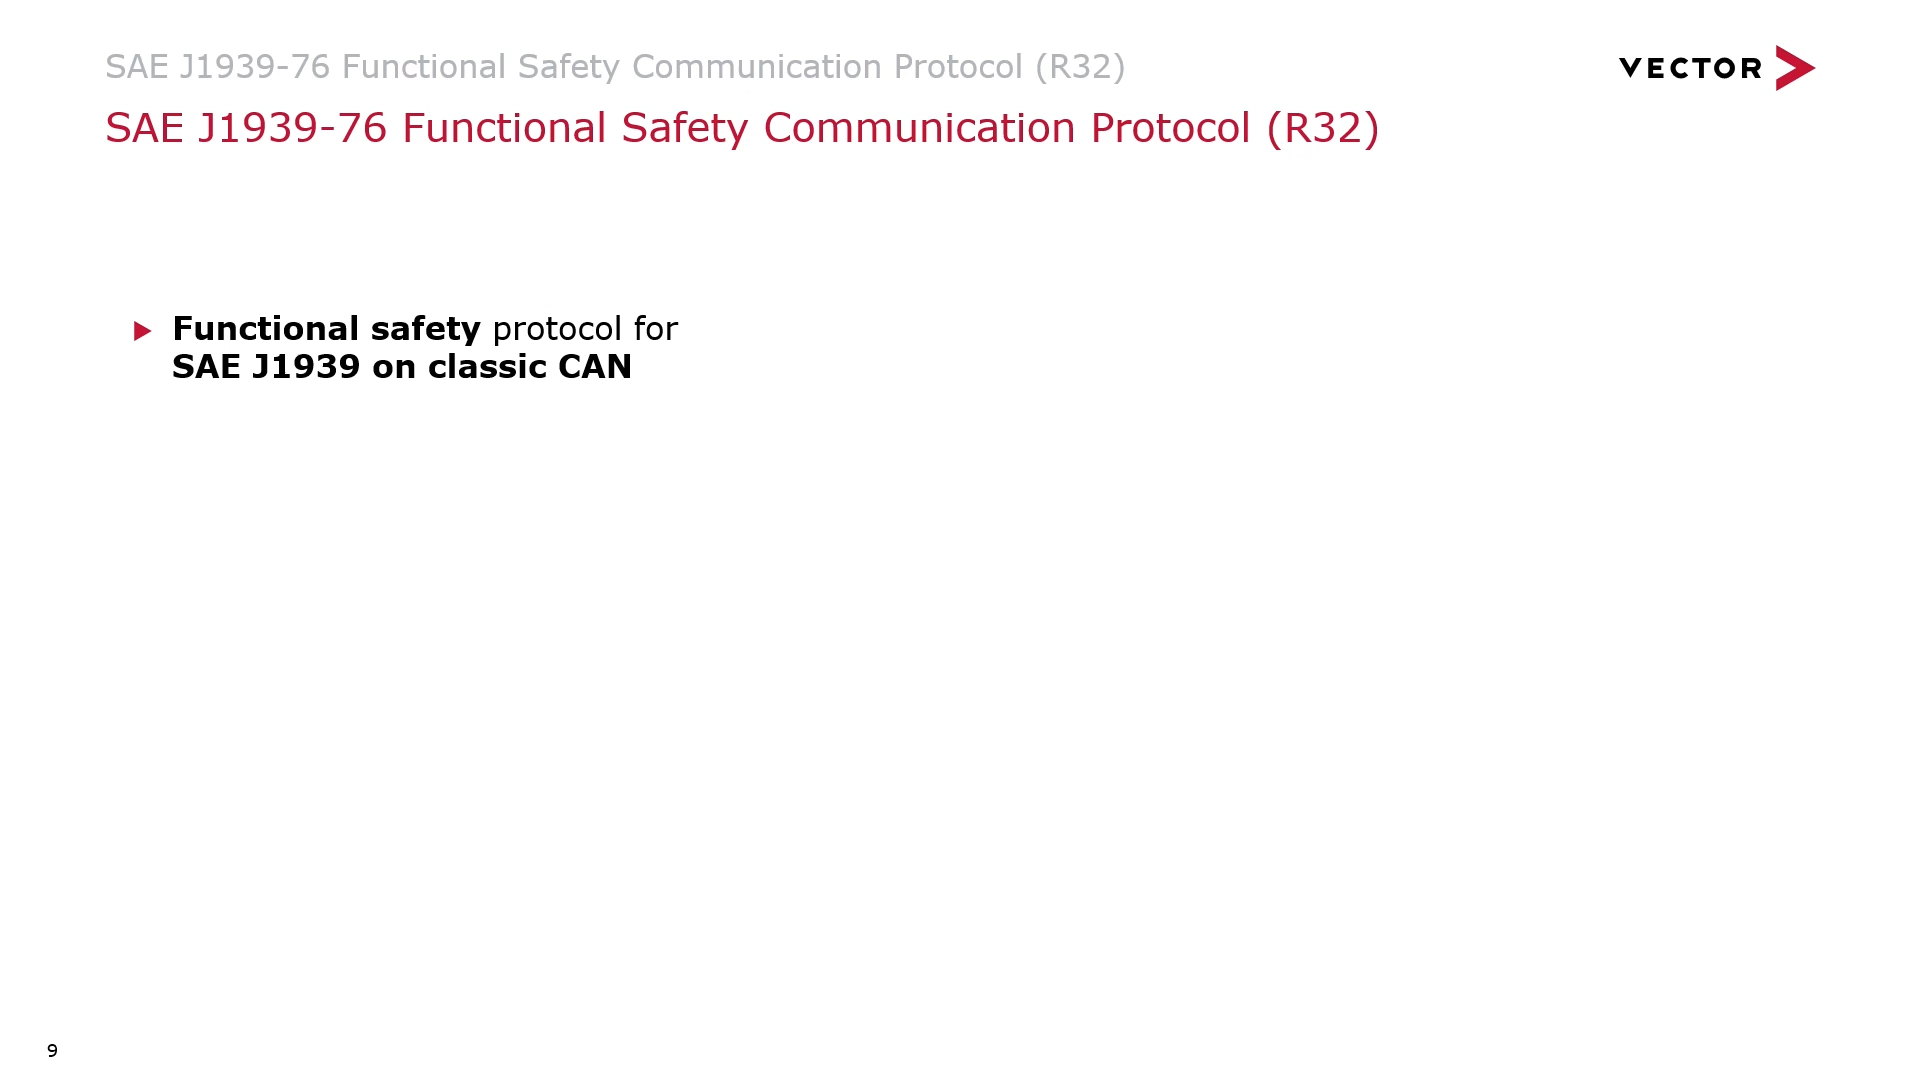 SAE J1939-76 Functional Safety Communication Protocol (R32)
VECTOR
SAE J1939-76 Functional Safety Communication Protocol (R32)
Functional safety protocol for
SAE J1939 on classic CAN
9